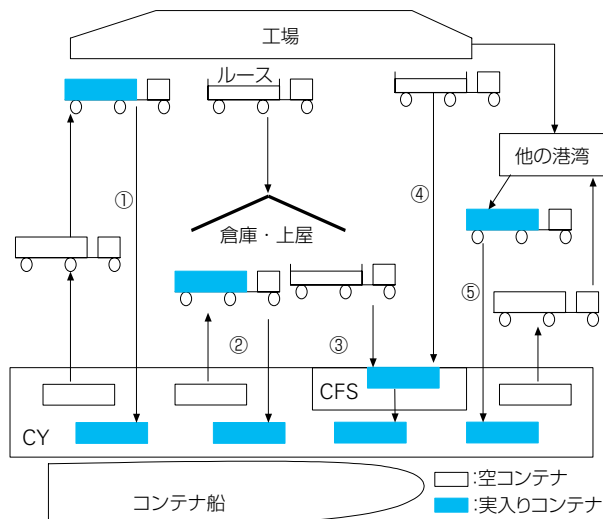 工場
ルース
他の港湾
①
④
倉庫・上屋
⑤
②
③
CFS
CY
コンテナ船
:空コンテナ
:実入りコンテナ